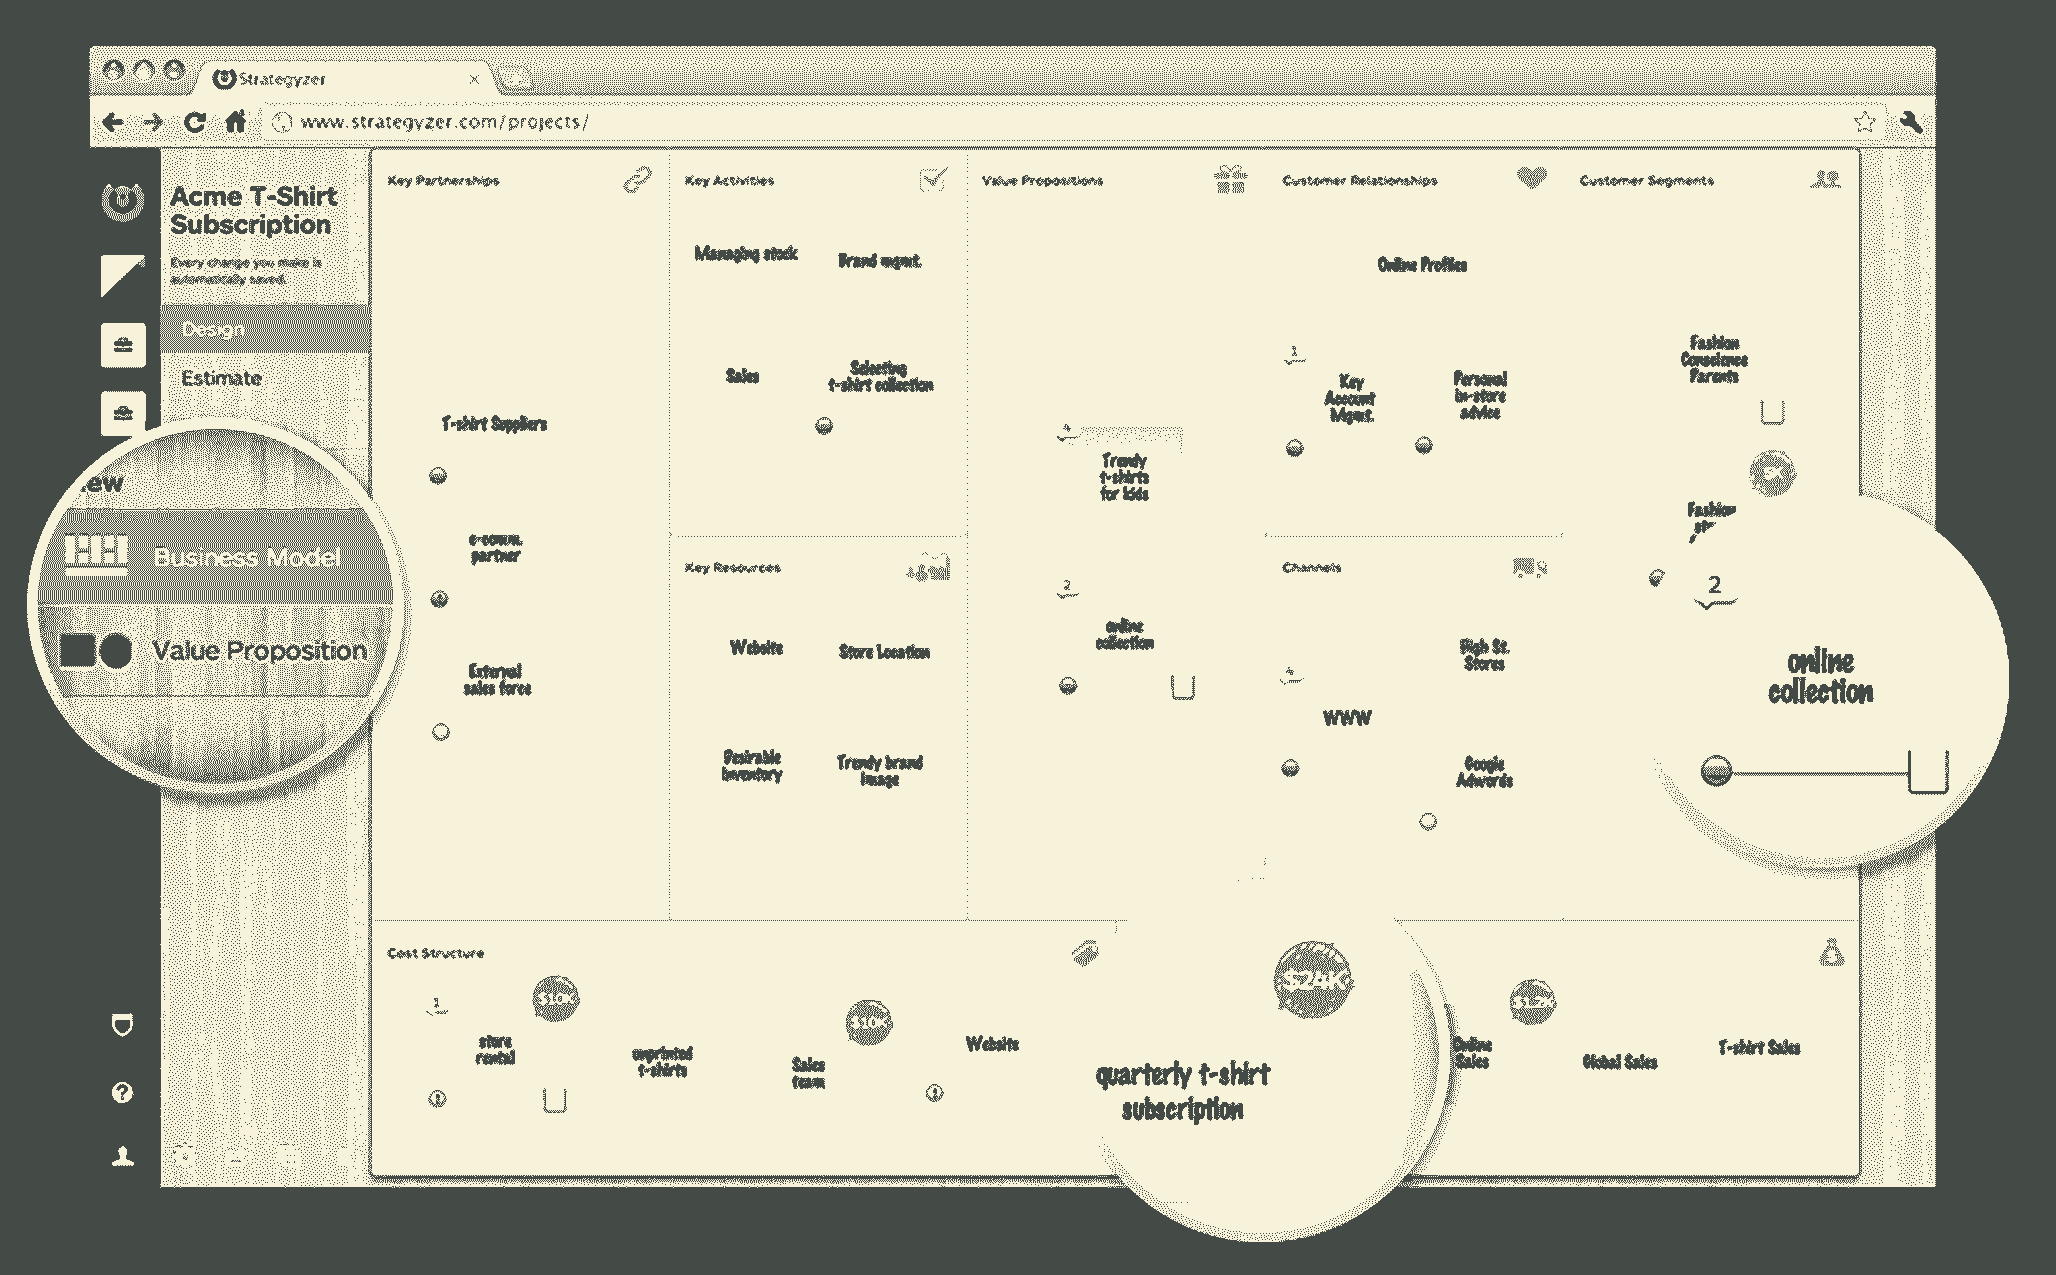 Strategyzer
www.strategyzer.com/projects/
Acme T-Shirt
Subscription
Every change you make is
automatically saved.
Design
Estimate
Business Model
Value Proposition
Key Partnerships
T-shirt Suppliers
e-comm.
partner
External
sales force
Key Activities
Managing stock
Brand mgmt.
Sales
Selecting
t-shirt collection
Key Resources
Website
Store Location
Desirable
inventory
Trendy brand
image
Value Propositions
4
Trendy
t-shirts
for kids
2
online
collection
Customer Relationships
Online Profiles
1
Key
Account
Mgmt.
Personal
in-store
advice
Channels
High St.
Stores
4
WWW
Google
Adwords
Customer Segments
Fashion
Conscience
Parents
Fashion
2
online
collection
Cost Structure
1
$10K
store
rental
unprinted
t-shirts
$10K
Sales
team
Website
$24K
quarterly t-shirt
subscription
Online
Sales
Global Sales
T-shirt Sales